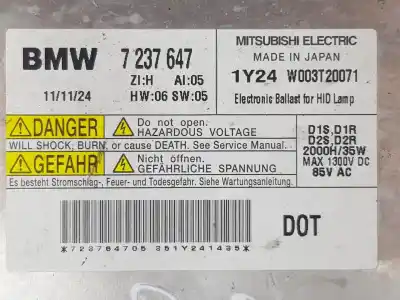 BMW 7 237 647
ZI:H AI:05
11/11/24 HW:06 SW:05
MITSUBISHI ELECTRIC
MADE IN JAPAN
1Y24 W003T20071
Electronic Ballast for HID Lamp
DANGER Do not open.
HAZARDOUS VOLTAGE
WILL SHOCK, BURN, or cause DEATH. See Service Manual.
GEFAHR Nicht öffnen.
GEFÄHRLICHE SPANNUNG
Es besteht Stromschlag-, Feuer- und Todesgefahr. Siehe Wartungsanleitung.
D1S,D1R
D2S,D2R
2000H/35W
MAX 1300V DC
85V AC
DOT
*723764705 351Y241435*